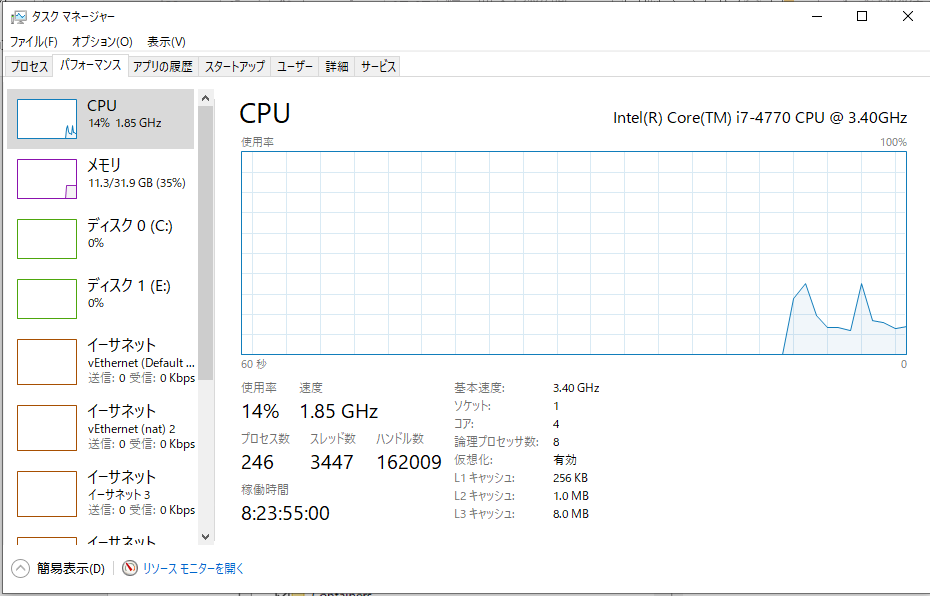 タスク マネージャー
ファイル(F) オプション(O) 表示(V)
プロセス パフォーマンス アプリの履歴 スタートアップ ユーザー 詳細 サービス
CPU
14% 1.85 GHz
メモリ
11.3/31.9 GB (35%)
ディスク 0 (C:)
0%
ディスク 1 (E:)
0%
イーサネット
vEthernet (Default ...
送信: 0 受信: 0 Kbps
イーサネット
vEthernet (nat) 2
送信: 0 受信: 0 Kbps
イーサネット
イーサネット 3
送信: 0 受信: 0 Kbps
イーサネット
CPU
Intel(R) Core(TM) i7-4770 CPU @ 3.40GHz
使用率 100%
60 秒 0
使用率 速度
14% 1.85 GHz
プロセス数 スレッド数 ハンドル数
246 3447 162009
稼働時間
8:23:55:00
基本速度: 3.40 GHz
ソケット: 1
コア: 4
論理プロセッサ数: 8
仮想化: 有効
L1 キャッシュ: 256 KB
L2 キャッシュ: 1.0 MB
L3 キャッシュ: 8.0 MB
簡易表示(D) リソース モニターを開く